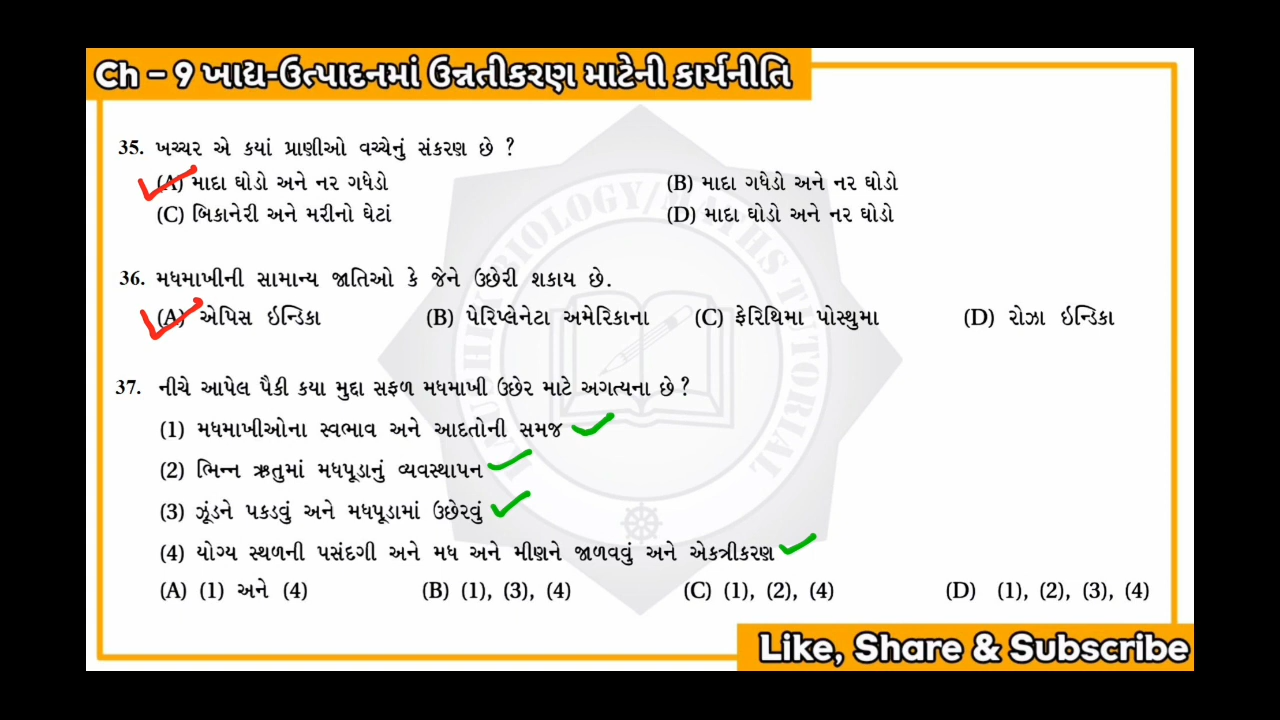 Ch – 9 ખાદ્ય-ઉત્પાદનમાં ઉન્નતીકરણ માટેની કાર્યનીતિ
35. ખચ્ચર એ કયાં પ્રાણીઓ વચ્ચેનું સંકરણ છે ?
(A) માદા ઘોડો અને નર ગધેડો (B) માદા ગધેડો અને નર ઘોડો
(C) બિકાનેરી અને મરીનો ઘેટાં (D) માદા ઘોડો અને નર ઘોડો
36. મધમાખીની સામાન્ય જાતિઓ કે જેને ઉછેરી શકાય છે.
(A) એપિસ ઇન્ડિકા (B) પેરિપ્લેનેટા અમેરિકાના (C) ફેરિથિમા પોસ્થુમા (D) રોઝા ઇન્ડિકા
37. નીચે આપેલ પૈકી કયા મુદ્દા સફળ મધમાખી ઉછેર માટે અગત્યના છે ?
(1) મધમાખીઓના સ્વભાવ અને આદતોની સમજ
(2) ભિન્ન ઋતુમાં મધપૂડાનું વ્યવસ્થાપન
(3) ઝૂંડને પકડવું અને મધપૂડામાં ઉછેરવું
(4) યોગ્ય સ્થળની પસંદગી અને મધ અને મીણને જાળવવું અને એકત્રીકરણ
(A) (1) અને (4) (B) (1), (3), (4) (C) (1), (2), (4) (D) (1), (2), (3), (4)
BIOLOGY/MATHS TUTORIAL
Like, Share & Subscribe